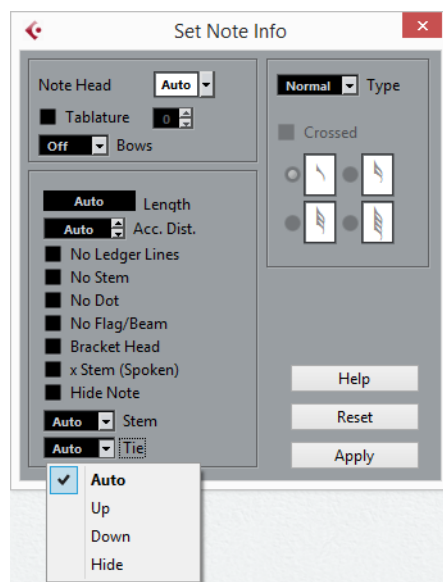 Set Note Info
Note Head Auto
Tablature 0
Off Bows
Auto Length
Auto Acc. Dist.
No Ledger Lines
No Stem
No Dot
No Flag/Beam
Bracket Head
x Stem (Spoken)
Hide Note
Auto Stem
Auto Tie
Auto
Up
Down
Hide
Normal Type
Crossed
Help
Reset
Apply